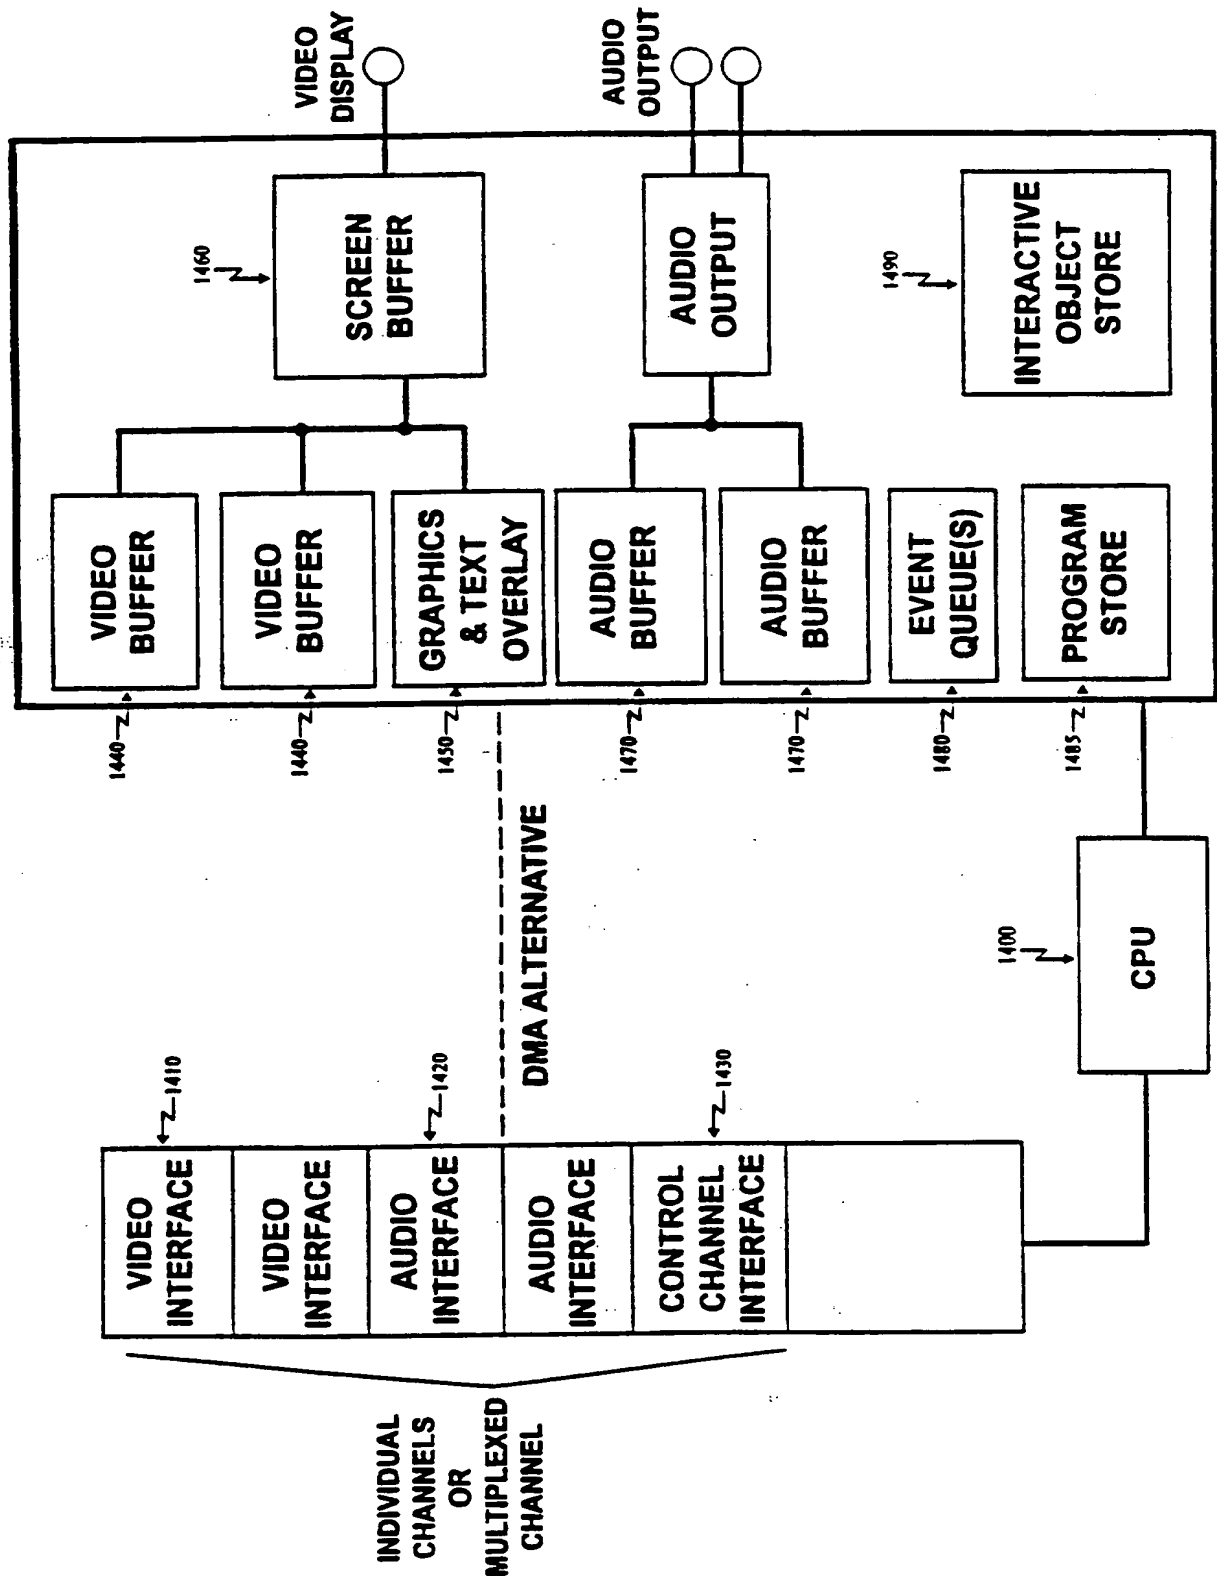 INDIVIDUAL
CHANNELS
OR
MULTIPLEXED
CHANNEL
VIDEO
INTERFACE
1410
VIDEO
INTERFACE
AUDIO
INTERFACE
1420
AUDIO
INTERFACE
CONTROL
CHANNEL
INTERFACE
1430
DMA ALTERNATIVE
1400
CPU
1440
VIDEO
BUFFER
1440
VIDEO
BUFFER
1450
GRAPHICS
& TEXT
OVERLAY
1470
AUDIO
BUFFER
1470
AUDIO
BUFFER
1480
EVENT
QUEUE(S)
1485
PROGRAM
STORE
1460
SCREEN
BUFFER
AUDIO
OUTPUT
1490
INTERACTIVE
OBJECT
STORE
VIDEO
DISPLAY
AUDIO
OUTPUT